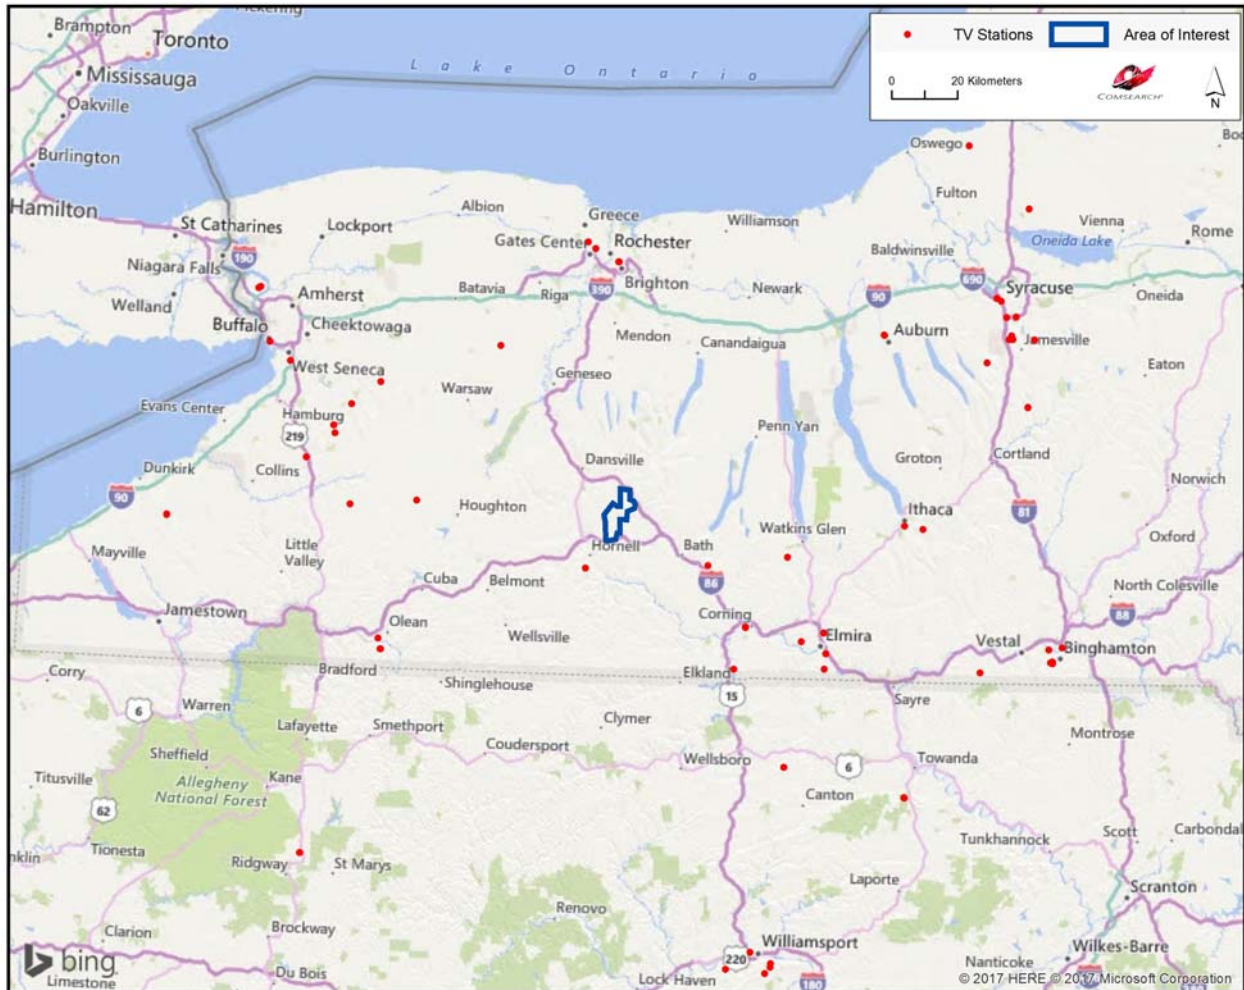 Pickering
Brampton
Toronto
Mississauga
Oakville
Burlington
Hamilton
Lake Ontario
TV Stations
Area of Interest
0 20 Kilometers
COMSEARCH
N
Oswego
Fulton
Vienna
Rome
Oneida Lake
Baldwinsville
St Catharines
Lockport
Albion
Greece
Williamson
Gates Center
Rochester
190
Niagara Falls
Welland
Amherst
Batavia
Riga
390
Brighton
Newark
90
690
Syracuse
Oneida
Buffalo
Cheektowaga
Mendon
Canandaigua
Auburn
Jamesville
West Seneca
Geneseo
Warsaw
Eaton
Evans Center
Hamburg
219
Penn Yan
Collins
Dansville
Groton
Cortland
Dunkirk
90
Norwich
Houghton
Watkins Glen
Ithaca
81
Mayville
Little
Valley
Hornell
Bath
Oxford
Cuba
Belmont
86
North Colesville
88
Jamestown
Olean
Wellsville
Corning
Elmira
Vestal
Binghamton
Corry
Bradford
Shinglehouse
Elkland
15
Sayre
6
Warren
Lafayette
Smethport
Clymer
Montrose
Sheffield
Coudersport
Wellsboro
6
Towanda
Titusville
Allegheny
National Forest
Kane
Canton
62
Tionesta
Ridgway
St Marys
Tunkhannock
Scott
Laporte
Scranton
Renovo
Clarion
Brockway
Williamsport
220
Wilkes-Barre
bing
Limestone
Du Bois
Lock Haven
180
Nanticoke
© 2017 HERE © 2017 Microsoft Corporation